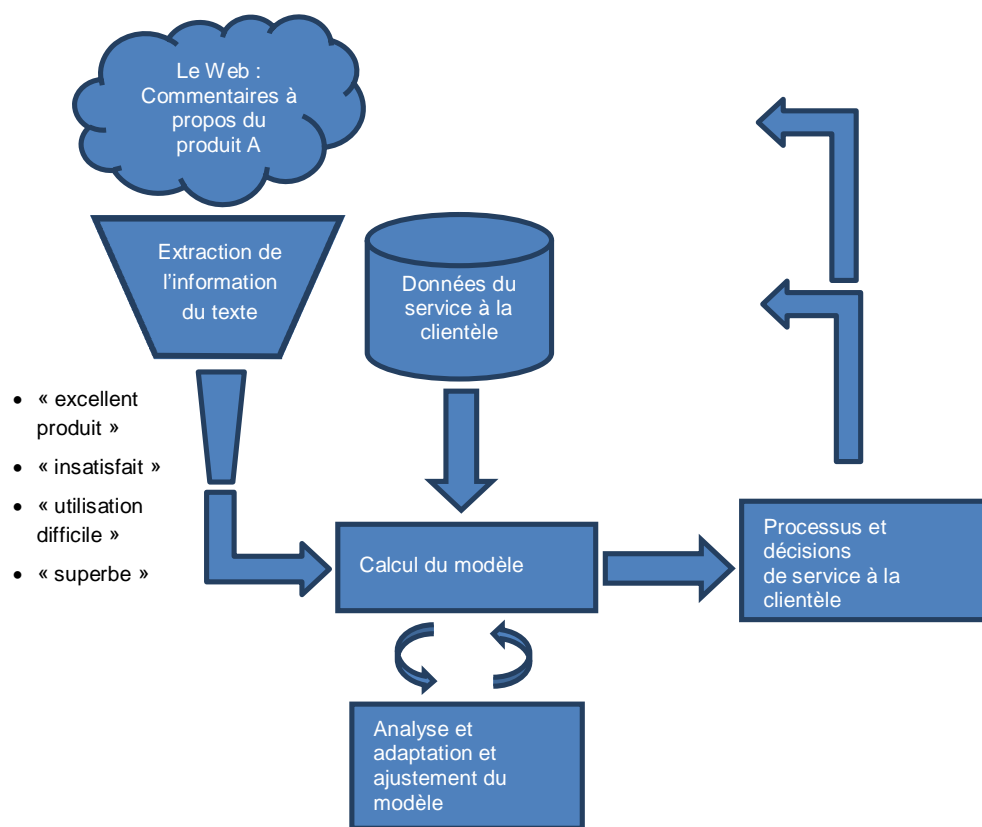 Le Web :
Commentaires à
propos du
produit A
Extraction de
l'information
du texte
Données du
service à la
clientèle
• « excellent
produit »
• « insatisfait »
• « utilisation
difficile »
• « superbe »
Calcul du modèle
Processus et
décisions
de service à la
clientèle
Analyse et
adaptation et
ajustement du
modèle